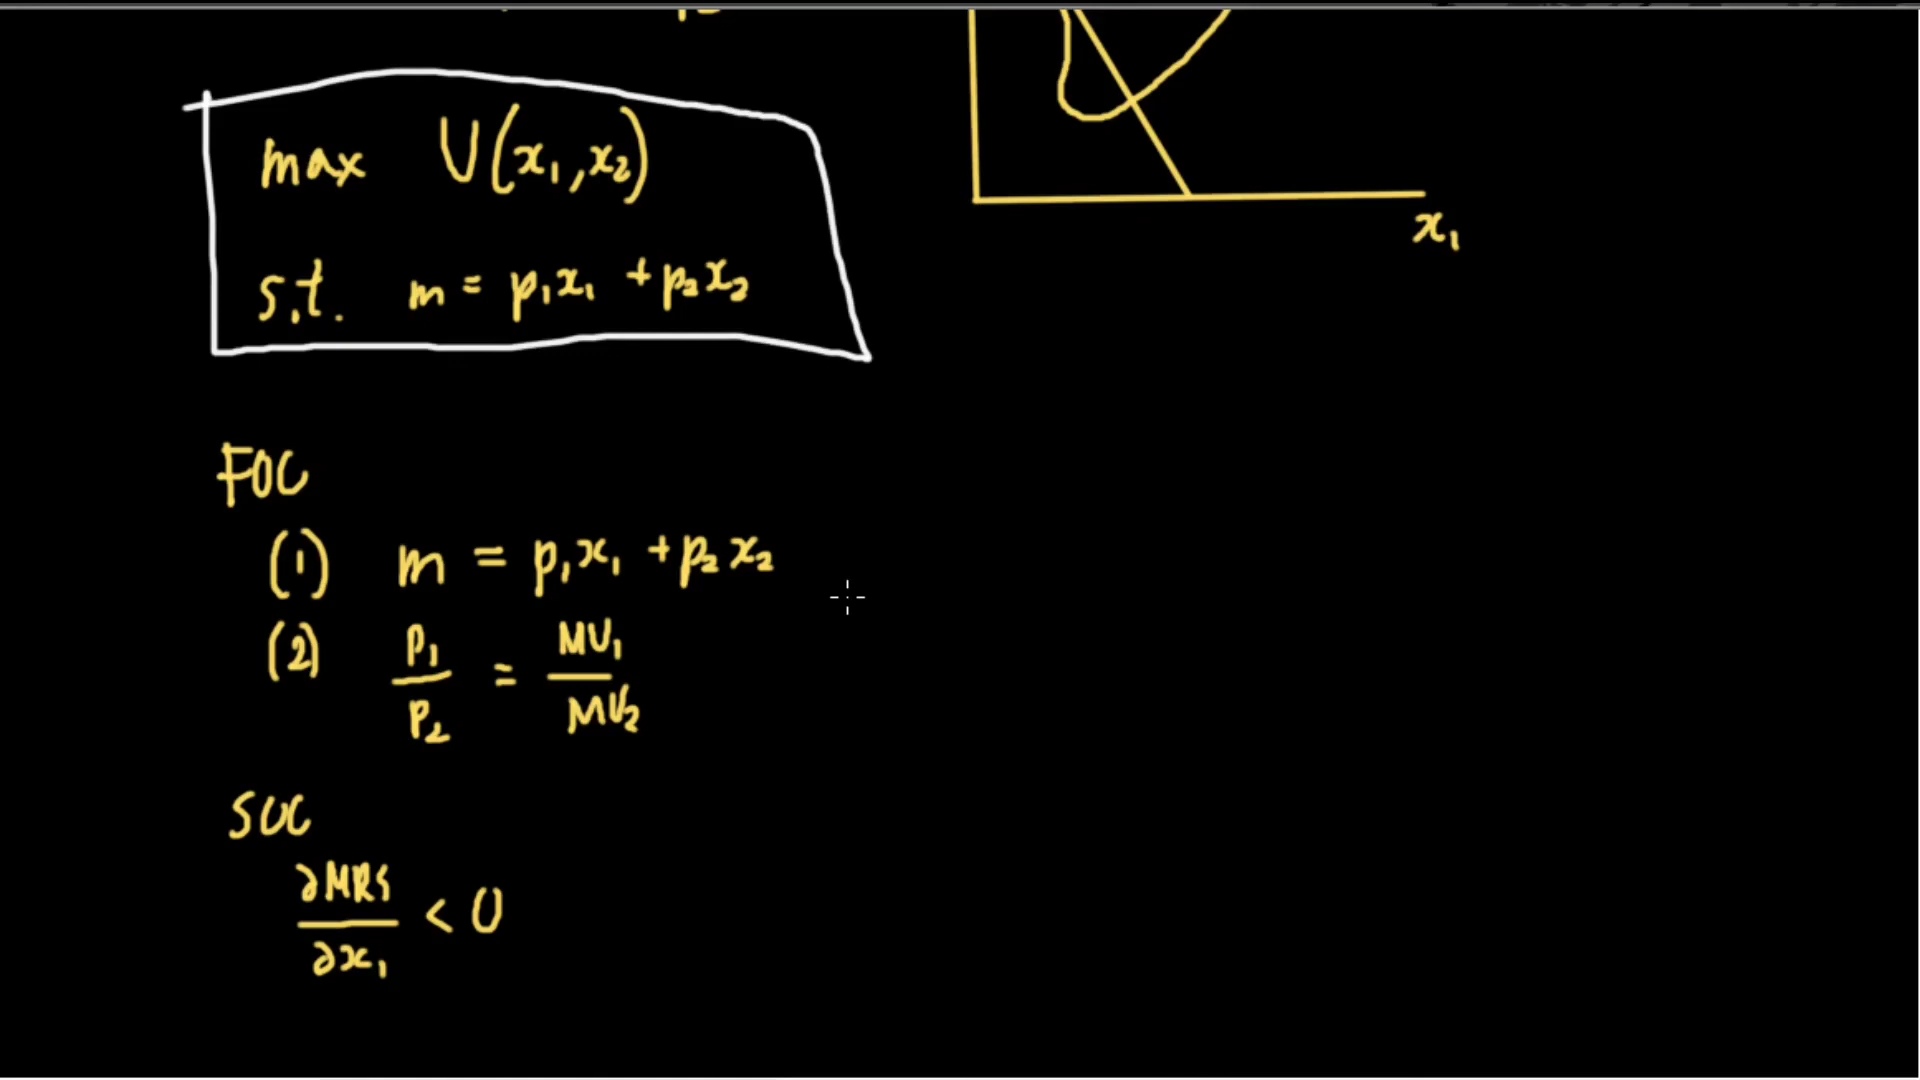 max U(x₁,x₂)
s.t. m = p₁x₁ + p₂x₂
x₁
FOC
(1) m = p₁x₁ + p₂x₂
(2) P₁/P₂ = MU₁/MU₂
SOC
∂MRS/∂x₁ < 0